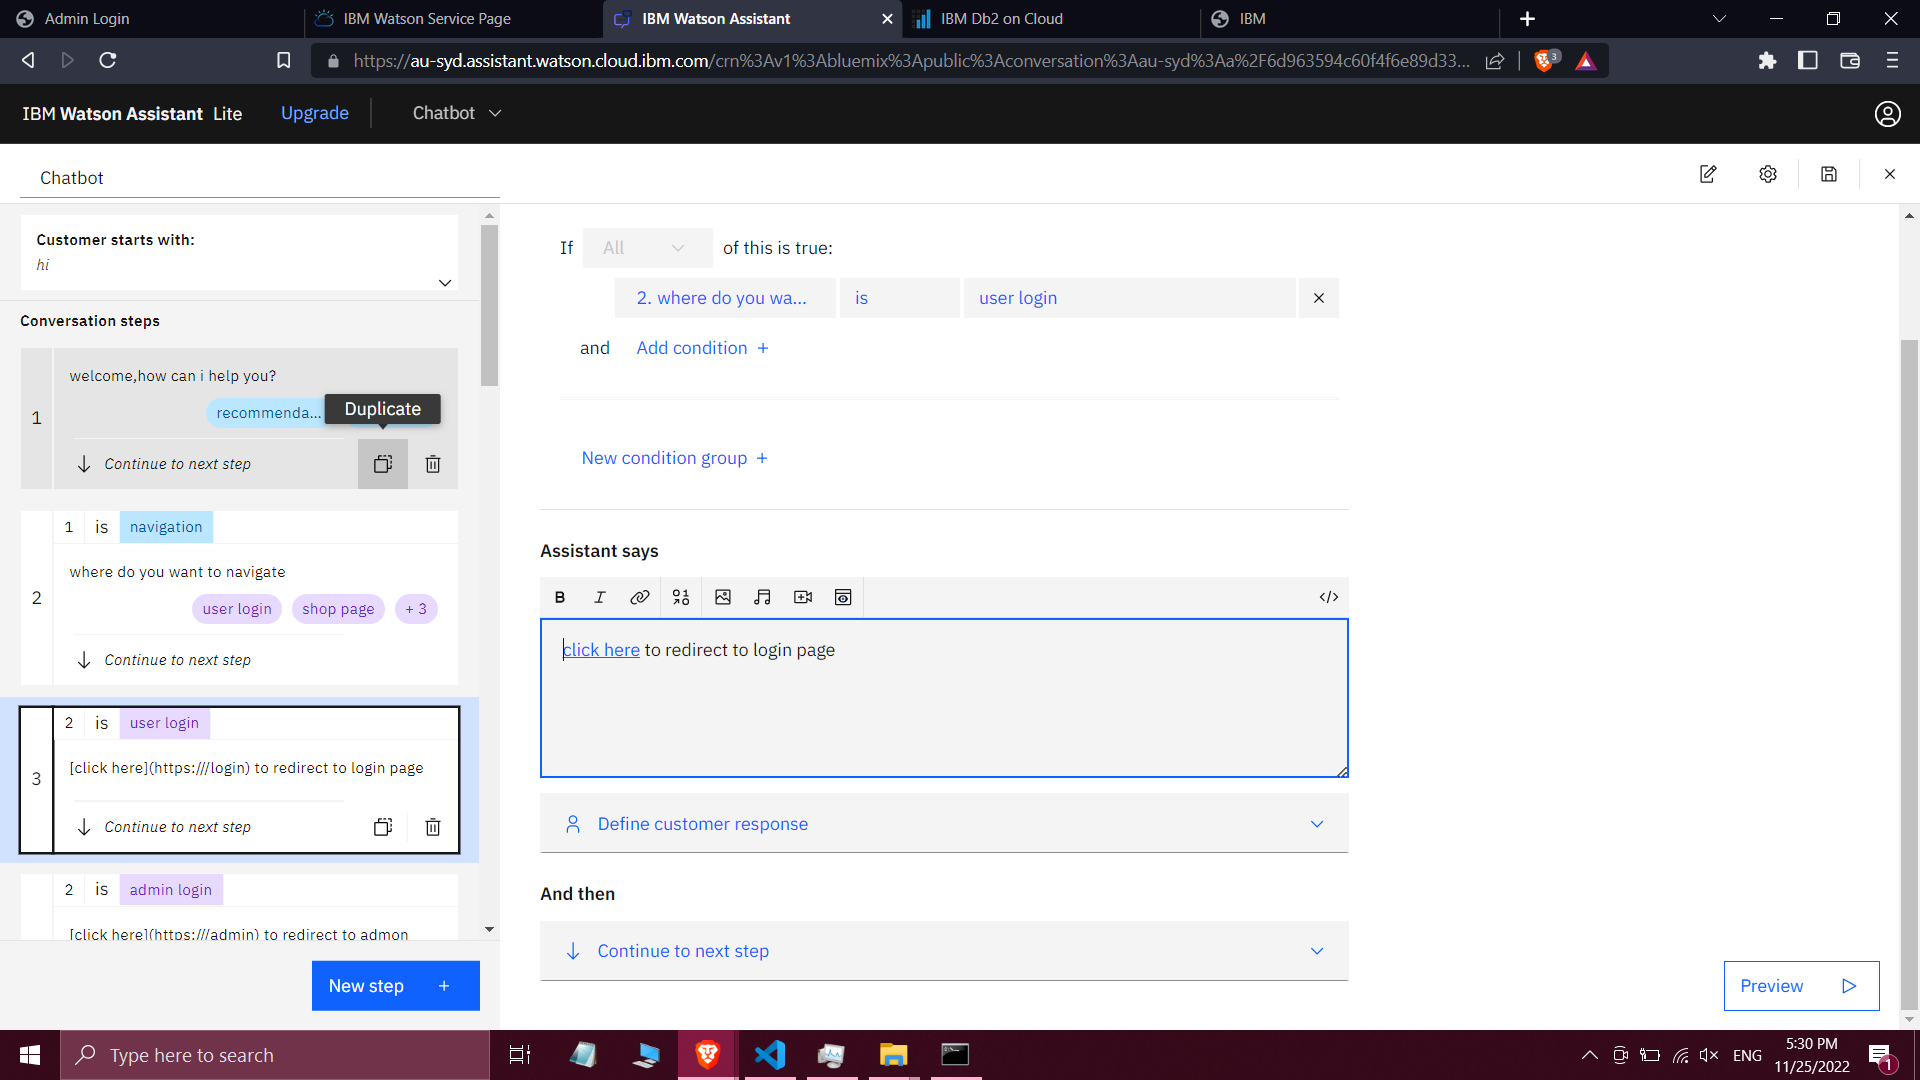 Admin Login
IBM Watson Service Page
IBM Watson Assistant
IBM Db2 on Cloud
IBM
https://au-syd.assistant.watson.cloud.ibm.com/crn%3Av1%3Abluemix%3Apublic%3Aconversation%3Aau-syd%3Aa%2F6d963594c60f4f6e89d33...
3
IBM Watson Assistant Lite
Upgrade
Chatbot
Chatbot
Customer starts with:
hi
Conversation steps
1
welcome,how can i help you?
recommenda...
Duplicate
Continue to next step
2
1 is navigation
where do you want to navigate
user login
shop page
+ 3
Continue to next step
3
2 is user login
[click here](https:///login) to redirect to login page
Continue to next step
2 is admin login
[click here](https:///admin) to redirect to admon
New step +
If All of this is true:
2. where do you wa...
is
user login
and Add condition +
New condition group +
Assistant says
B I
</>
click here to redirect to login page
Define customer response
And then
Continue to next step
Preview
Type here to search
ENG
5:30 PM
11/25/2022
1